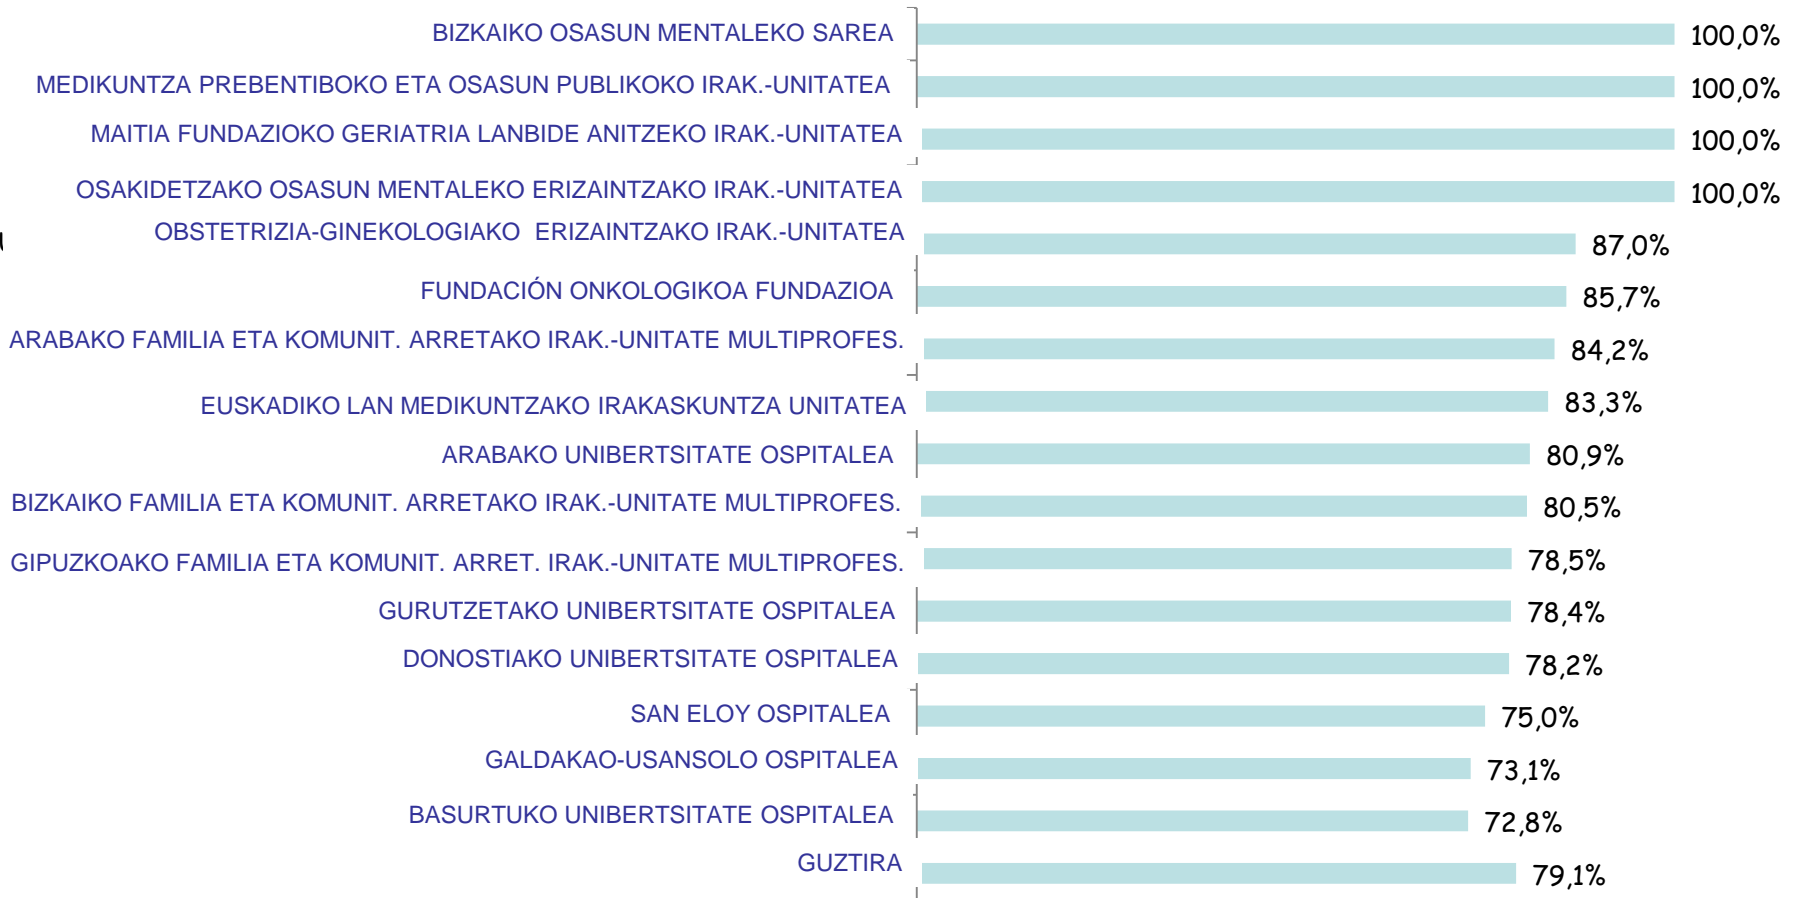 BIZKAIKO OSASUN MENTALEKO SAREA 100,0%
MEDIKUNTZA PREBENTIBOKO ETA OSASUN PUBLIKOKO IRAK.-UNITATEA 100,0%
MAITIA FUNDAZIOKO GERIATRIA LANBIDE ANITZEKO IRAK.-UNITATEA 100,0%
OSAKIDETZAKO OSASUN MENTALEKO ERIZAINTZAKO IRAK.-UNITATEA 100,0%
OBSTETRIZIA-GINEKOLOGIAKO ERIZAINTZAKO IRAK.-UNITATEA 87,0%
FUNDACIÓN ONKOLOGIKOA FUNDAZIOA 85,7%
ARABAKO FAMILIA ETA KOMUNIT. ARRETAKO IRAK.-UNITATE MULTIPROFES. 84,2%
EUSKADIKO LAN MEDIKUNTZAKO IRAKASKUNTZA UNITATEA 83,3%
ARABAKO UNIBERTSITATE OSPITALEA 80,9%
BIZKAIKO FAMILIA ETA KOMUNIT. ARRETAKO IRAK.-UNITATE MULTIPROFES. 80,5%
GIPUZKOAKO FAMILIA ETA KOMUNIT. ARRET. IRAK.-UNITATE MULTIPROFES. 78,5%
GURUTZETAKO UNIBERTSITATE OSPITALEA 78,4%
DONOSTIAKO UNIBERTSITATE OSPITALEA 78,2%
SAN ELOY OSPITALEA 75,0%
GALDAKAO-USANSOLO OSPITALEA 73,1%
BASURTUKO UNIBERTSITATE OSPITALEA 72,8%
GUZTIRA 79,1%